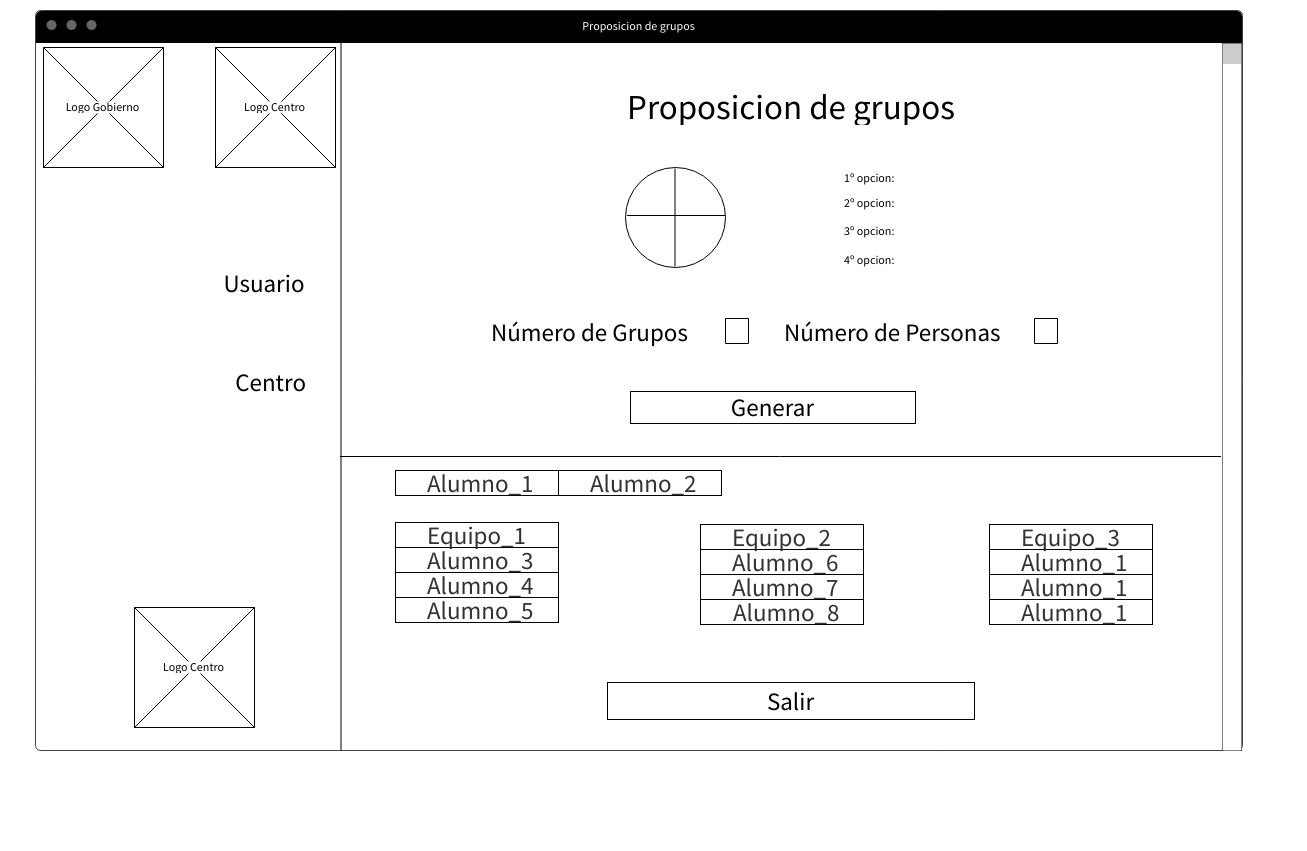 Proposicion de grupos
Logo Gobierno
Logo Centro
Usuario
Centro
Logo Centro
Proposicion de grupos
1º opcion:
2º opcion:
3º opcion:
4º opcion:
Número de Grupos
Número de Personas
Generar
Alumno_1
Alumno_2
Equipo_1
Alumno_3
Alumno_4
Alumno_5
Equipo_2
Alumno_6
Alumno_7
Alumno_8
Equipo_3
Alumno_1
Alumno_1
Alumno_1
Salir